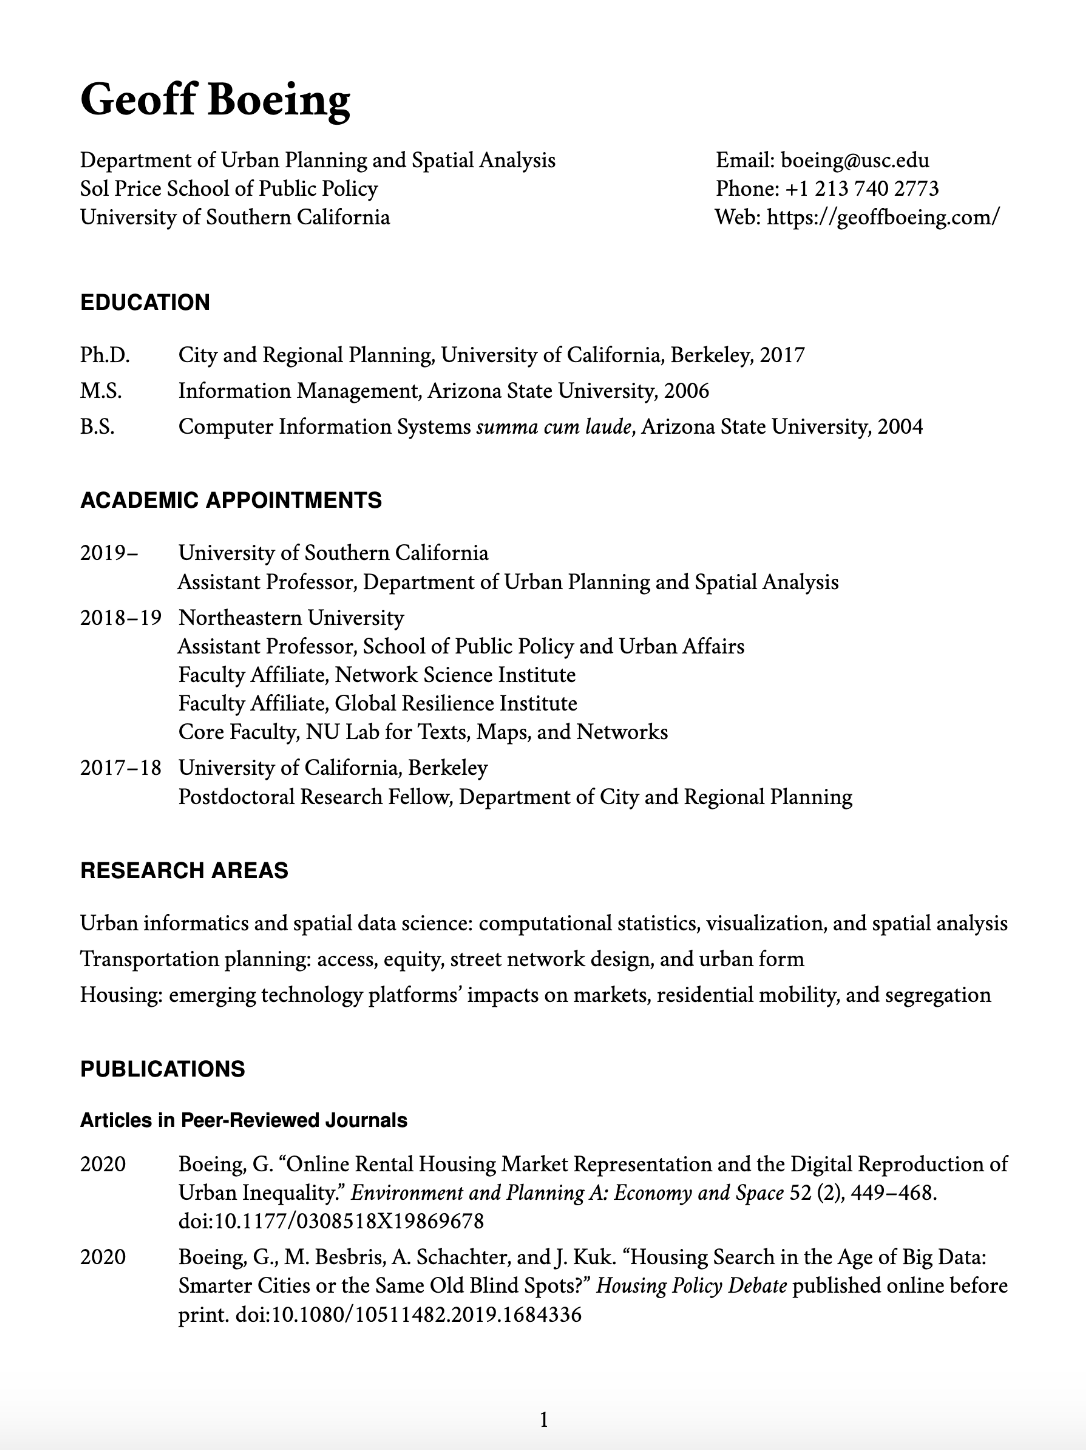 Geoff Boeing
Department of Urban Planning and Spatial Analysis
Sol Price School of Public Policy
University of Southern California
Email: boeing@usc.edu
Phone: +1 213 740 2773
Web: https://geoffboeing.com/
EDUCATION
Ph.D. City and Regional Planning, University of California, Berkeley, 2017
M.S. Information Management, Arizona State University, 2006
B.S. Computer Information Systems summa cum laude, Arizona State University, 2004
ACADEMIC APPOINTMENTS
2019– University of Southern California
Assistant Professor, Department of Urban Planning and Spatial Analysis
2018–19 Northeastern University
Assistant Professor, School of Public Policy and Urban Affairs
Faculty Affiliate, Network Science Institute
Faculty Affiliate, Global Resilience Institute
Core Faculty, NU Lab for Texts, Maps, and Networks
2017–18 University of California, Berkeley
Postdoctoral Research Fellow, Department of City and Regional Planning
RESEARCH AREAS
Urban informatics and spatial data science: computational statistics, visualization, and spatial analysis
Transportation planning: access, equity, street network design, and urban form
Housing: emerging technology platforms’ impacts on markets, residential mobility, and segregation
PUBLICATIONS
Articles in Peer-Reviewed Journals
2020 Boeing, G. “Online Rental Housing Market Representation and the Digital Reproduction of
Urban Inequality.” Environment and Planning A: Economy and Space 52 (2), 449–468.
doi:10.1177/0308518X19869678
2020 Boeing, G., M. Besbris, A. Schachter, and J. Kuk. “Housing Search in the Age of Big Data:
Smarter Cities or the Same Old Blind Spots?” Housing Policy Debate published online before
print. doi:10.1080/10511482.2019.1684336
1